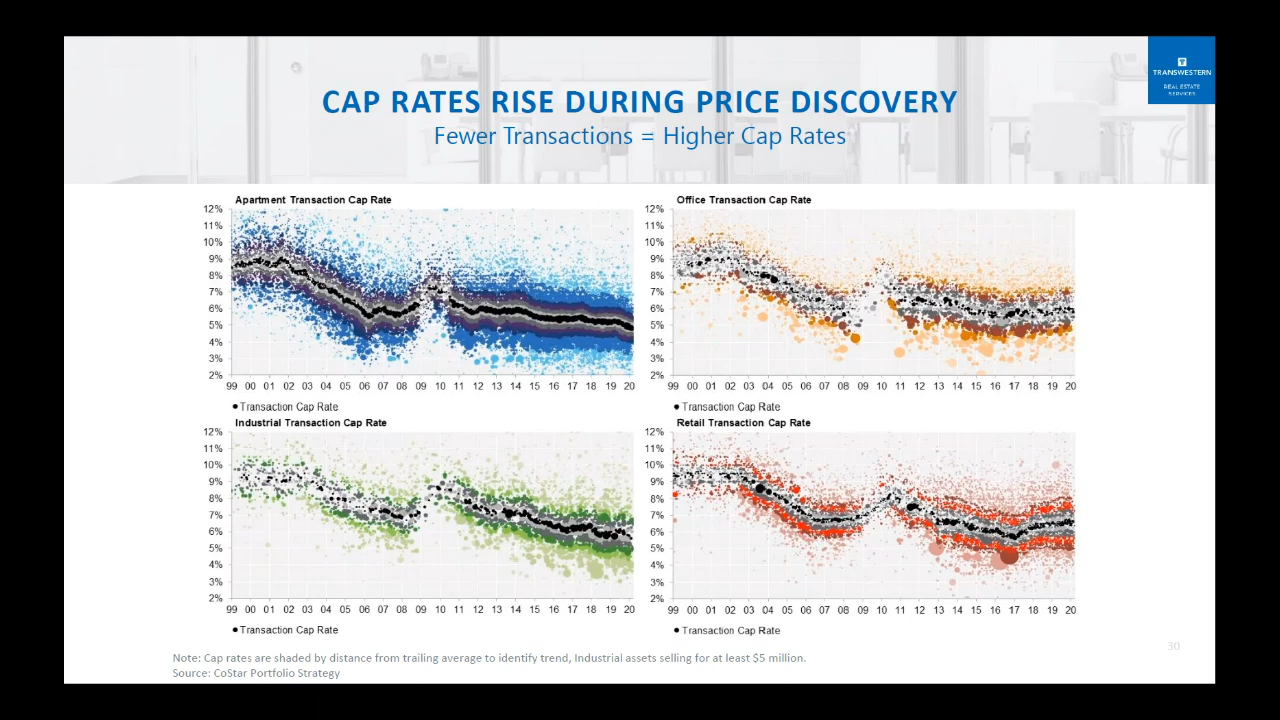 TRANSWESTERN
REAL ESTATE
SERVICES
CAP RATES RISE DURING PRICE DISCOVERY
Fewer Transactions = Higher Cap Rates
Apartment Transaction Cap Rate
12%
11%
10%
9%
8%
7%
6%
5%
4%
3%
2%
99 00 01 02 03 04 05 06 07 08 09 10 11 12 13 14 15 16 17 18 19 20
Transaction Cap Rate
Office Transaction Cap Rate
12%
11%
10%
9%
8%
7%
6%
5%
4%
3%
2%
99 00 01 02 03 04 05 06 07 08 09 10 11 12 13 14 15 16 17 18 19 20
Transaction Cap Rate
Industrial Transaction Cap Rate
12%
11%
10%
9%
8%
7%
6%
5%
4%
3%
2%
99 00 01 02 03 04 05 06 07 08 09 10 11 12 13 14 15 16 17 18 19 20
Transaction Cap Rate
Retail Transaction Cap Rate
12%
11%
10%
9%
8%
7%
6%
5%
4%
3%
2%
99 00 01 02 03 04 05 06 07 08 09 10 11 12 13 14 15 16 17 18 19 20
Transaction Cap Rate
30
Note: Cap rates are shaded by distance from trailing average to identify trend, Industrial assets selling for at least $5 million.
Source: CoStar Portfolio Strategy